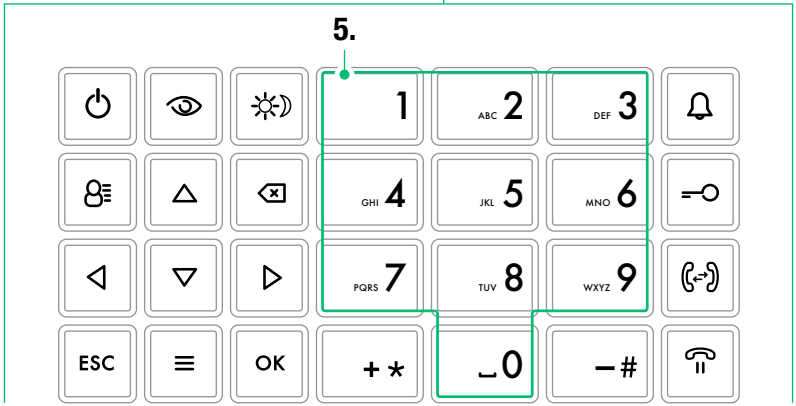 5.
1 ABC 2 DEF 3
GHI 4 JKL 5 MNO 6
PQRS 7 TUV 8 WXYZ 9
ESC OK + * ⎵0 – #